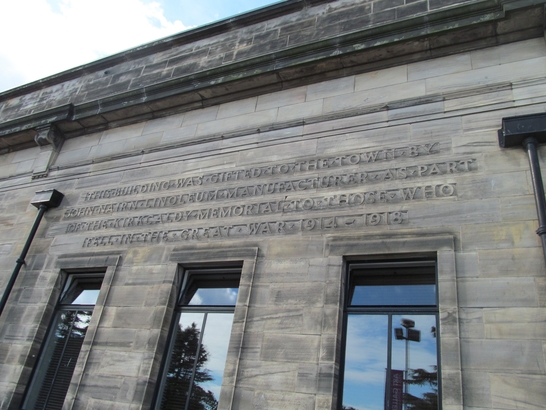 THIS·BUILDING·WAS·GIFTED·TO·THE·TOWN·BY
JOHN·NAIRN·LINOLEUM·MANUFACTURER·AS·PART
OF·THE·KIRKCALDY·MEMORIAL·TO·THOSE·WHO
FELL·IN·THE·GREAT·WAR·1914–1918